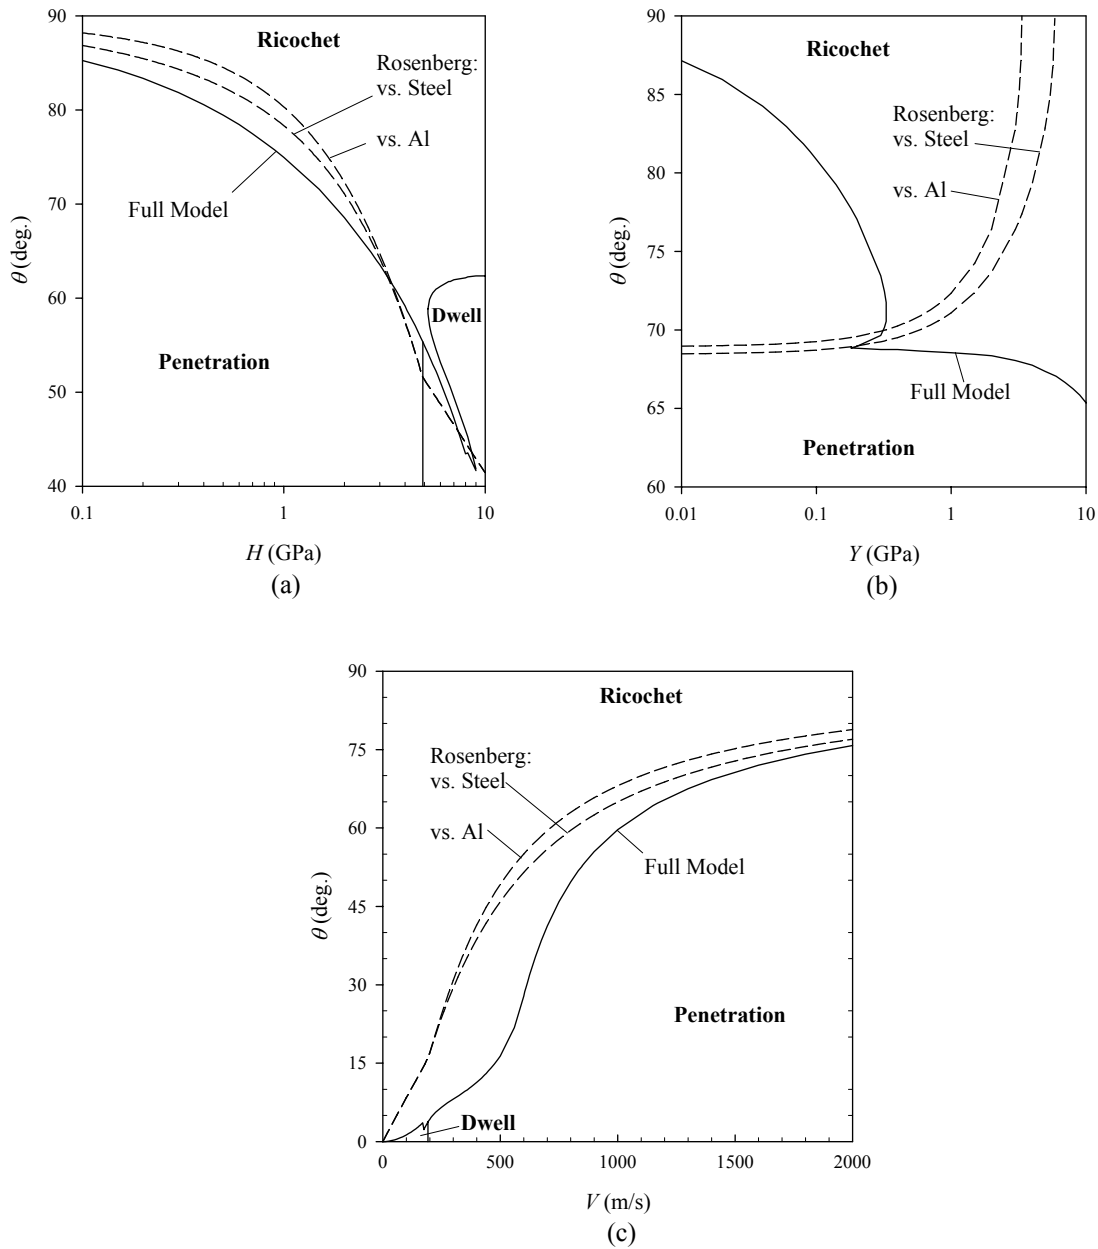 90
80
70
60
50
40
θ (deg.)
Ricochet
Rosenberg:
vs. Steel
vs. Al
Full Model
Dwell
Penetration
0.1
1
10
H (GPa)
(a)
90
85
80
75
70
65
60
θ (deg.)
Ricochet
Rosenberg:
vs. Steel
vs. Al
Full Model
Penetration
0.01
0.1
1
10
Y (GPa)
(b)
90
75
60
45
30
15
0
θ (deg.)
Ricochet
Rosenberg:
vs. Steel
vs. Al
Full Model
Penetration
Dwell
0
500
1000
1500
2000
V (m/s)
(c)